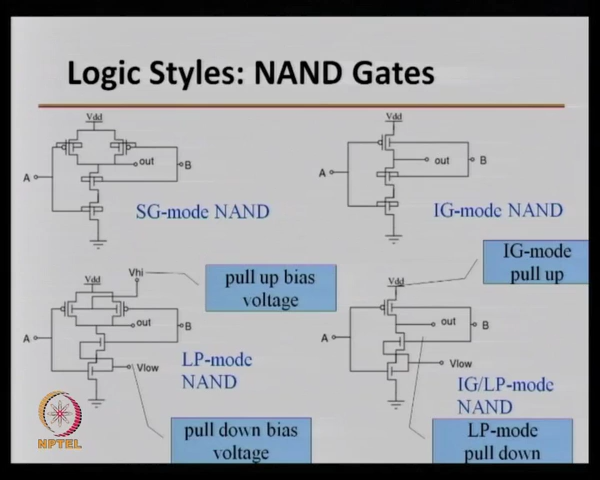 Logic Styles: NAND Gates
Vdd
A
out
B
SG-mode NAND
Vdd
A
out
B
IG-mode NAND
Vdd
Vhi
pull up bias
voltage
A
out
B
Vlow
LP-mode
NAND
pull down bias
voltage
Vdd
IG-mode
pull up
A
out
B
Vlow
IG/LP-mode
NAND
LP-mode
pull down
NPTEL